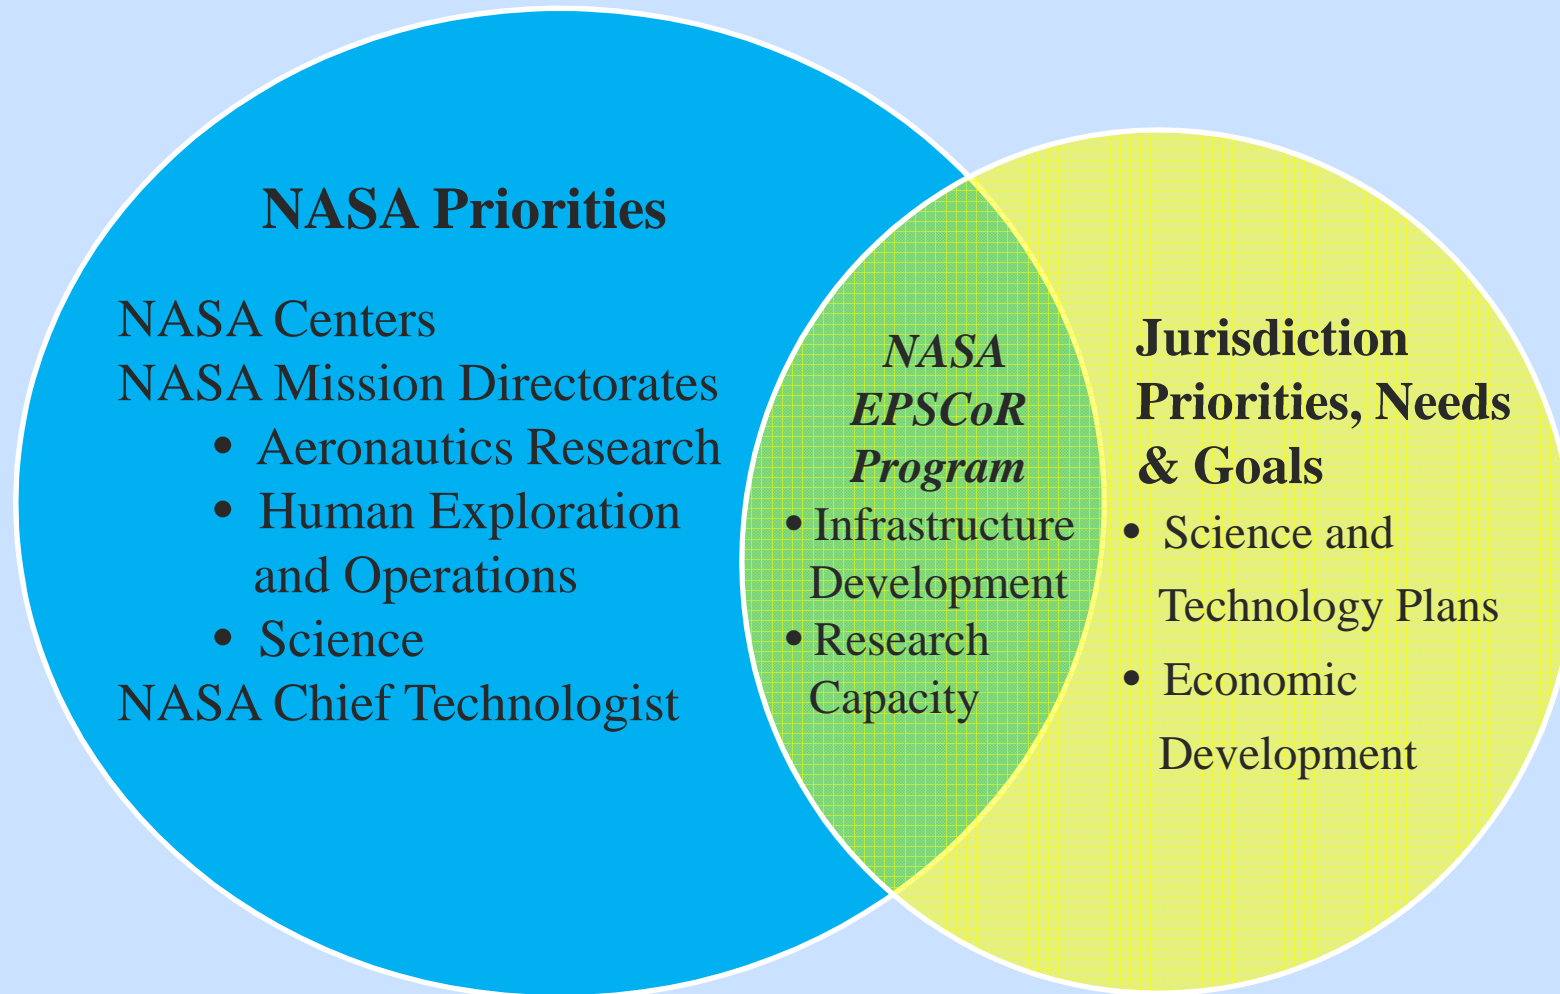 NASA Priorities
NASA Centers
NASA Mission Directorates
• Aeronautics Research
• Human Exploration
and Operations
• Science
NASA Chief Technologist
NASA
EPSCoR
Program
• Infrastructure
Development
• Research
Capacity
Jurisdiction
Priorities, Needs
& Goals
• Science and
Technology Plans
• Economic
Development